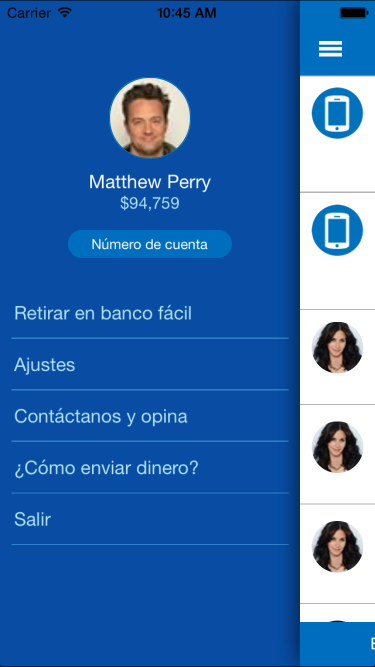 Carrier 10:45 AM
Matthew Perry
$94,759
Número de cuenta
Retirar en banco fácil
Ajustes
Contáctanos y opina
¿Cómo enviar dinero?
Salir